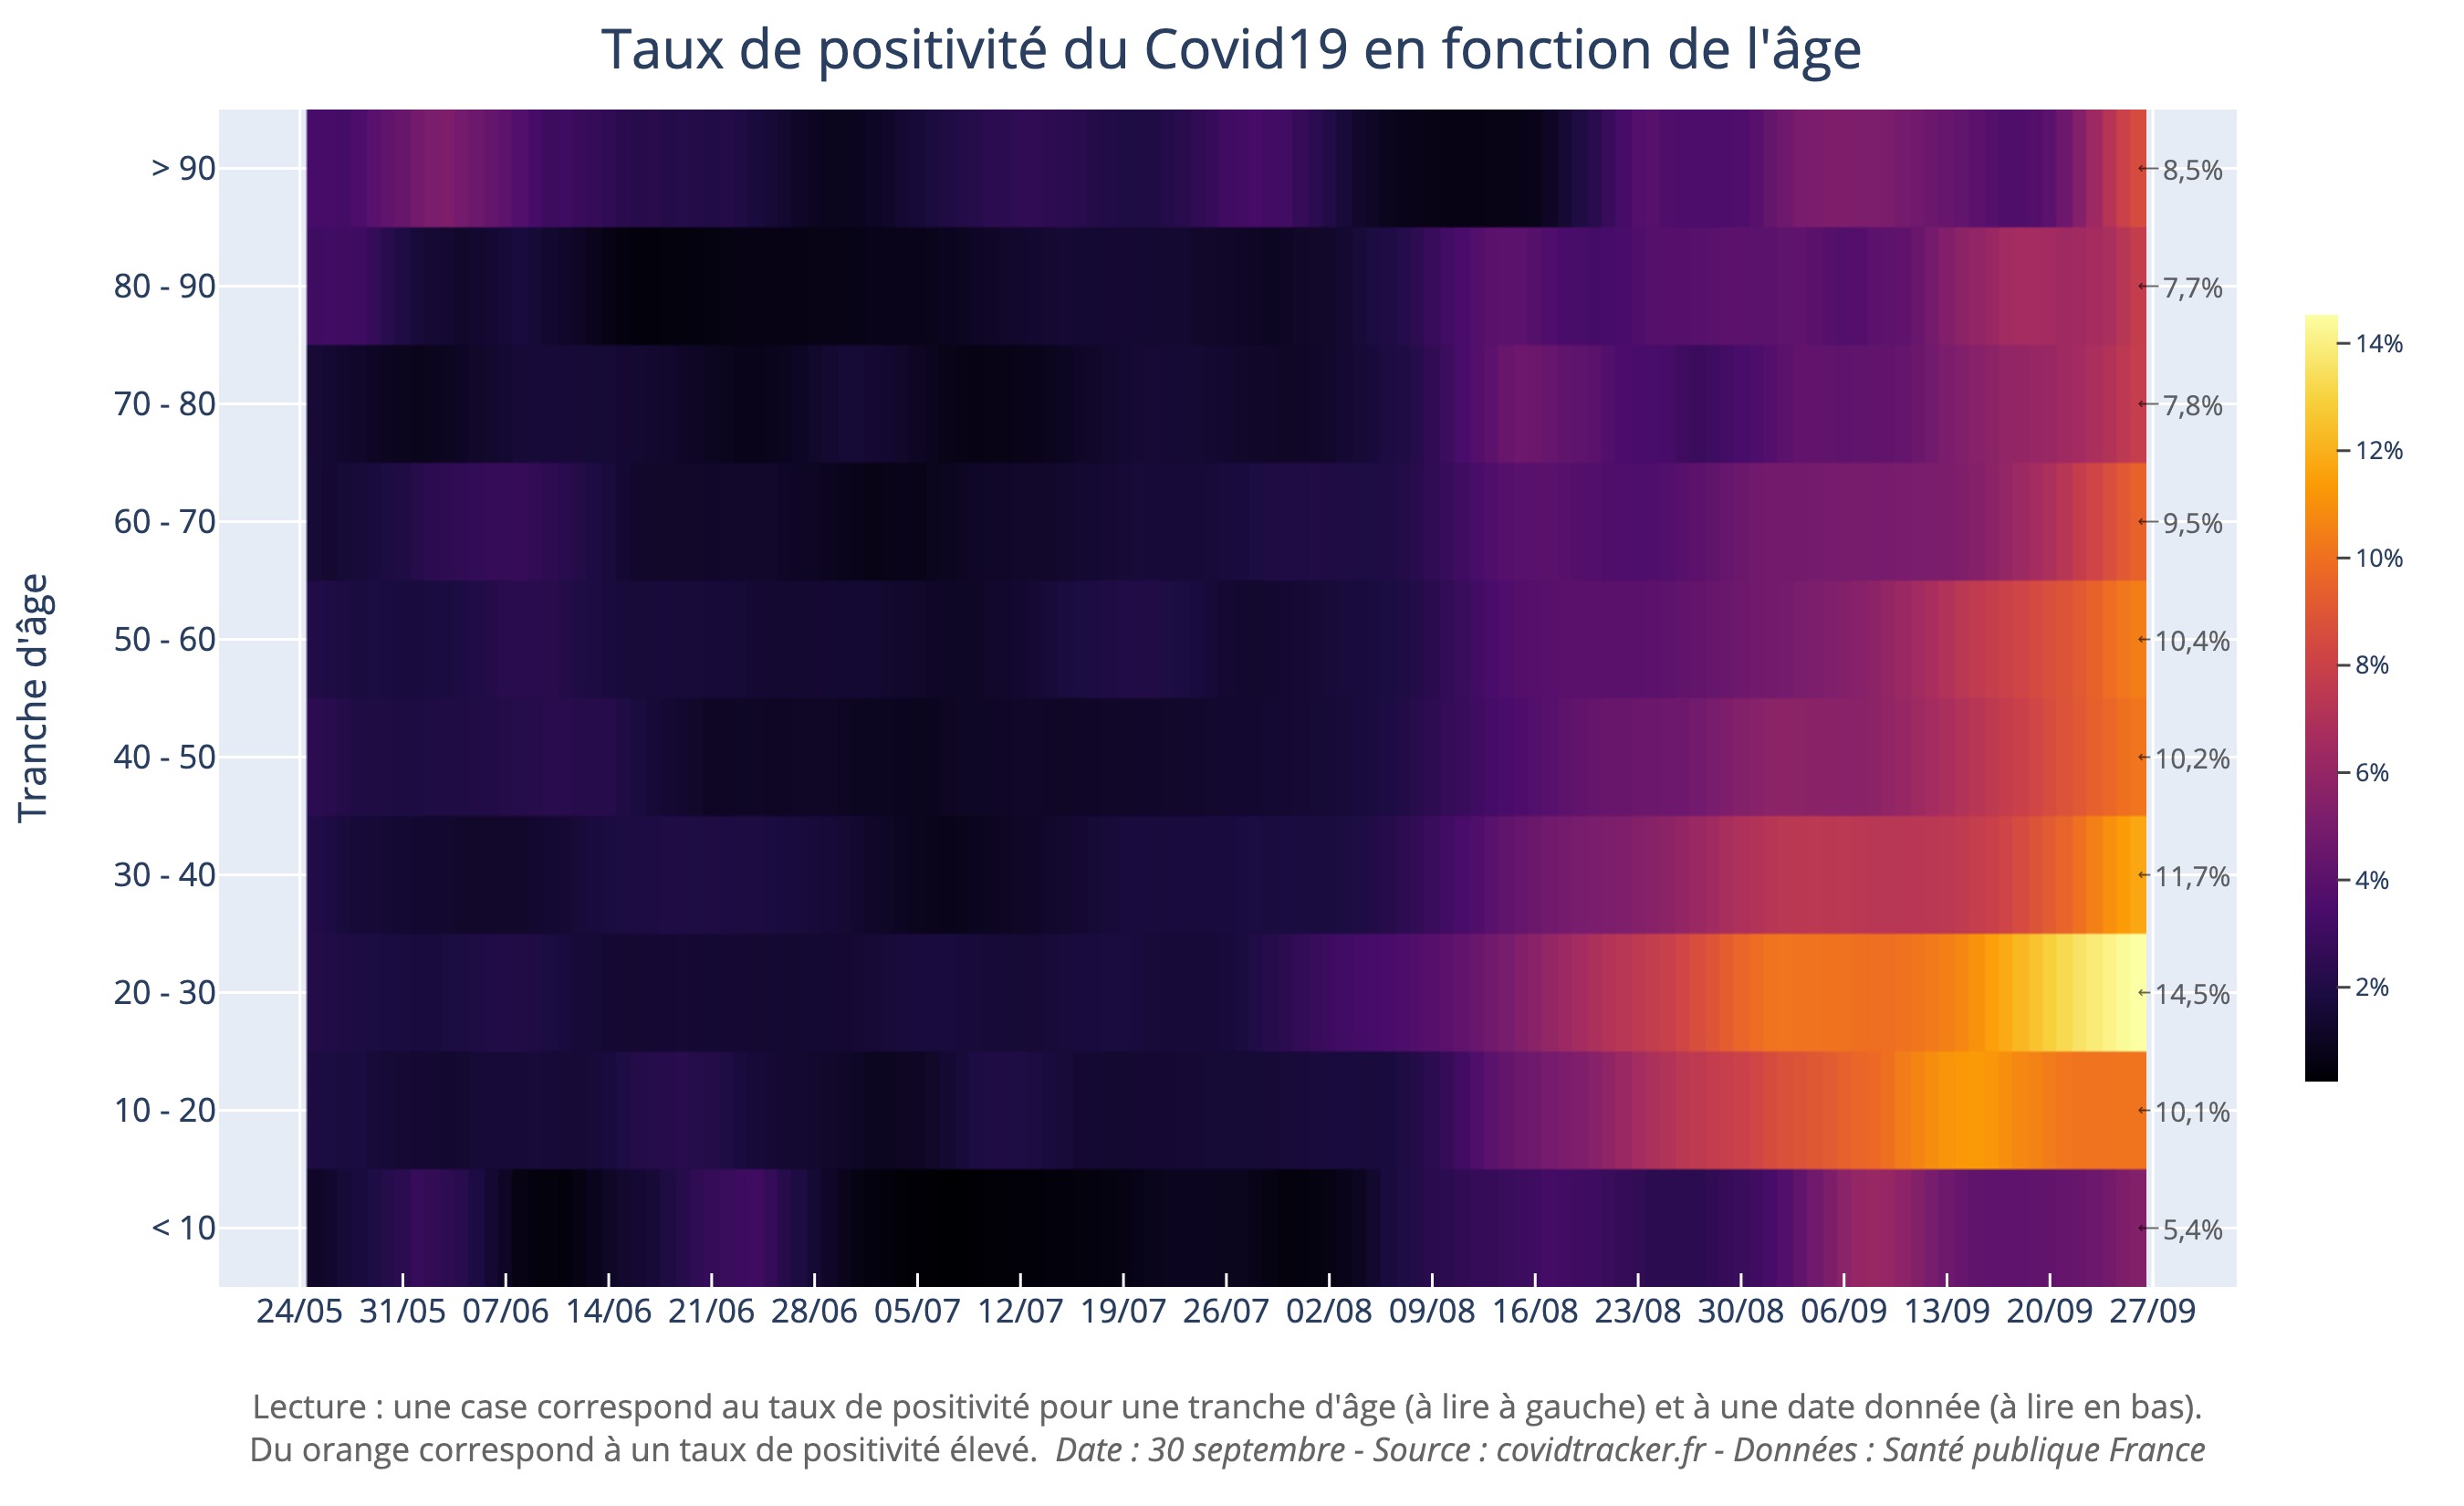 Taux de positivité du Covid19 en fonction de l'âge
Tranche d'âge
> 90
80 - 90
70 - 80
60 - 70
50 - 60
40 - 50
30 - 40
20 - 30
10 - 20
< 10
←8,5%
←7,7%
←7,8%
←9,5%
←10,4%
←10,2%
←11,7%
←14,5%
←10,1%
←5,4%
14%
12%
10%
8%
6%
4%
2%
24/05 31/05 07/06 14/06 21/06 28/06 05/07 12/07 19/07 26/07 02/08 09/08 16/08 23/08 30/08 06/09 13/09 20/09 27/09
Lecture : une case correspond au taux de positivité pour une tranche d'âge (à lire à gauche) et à une date donnée (à lire en bas).
Du orange correspond à un taux de positivité élevé. Date : 30 septembre - Source : covidtracker.fr - Données : Santé publique France